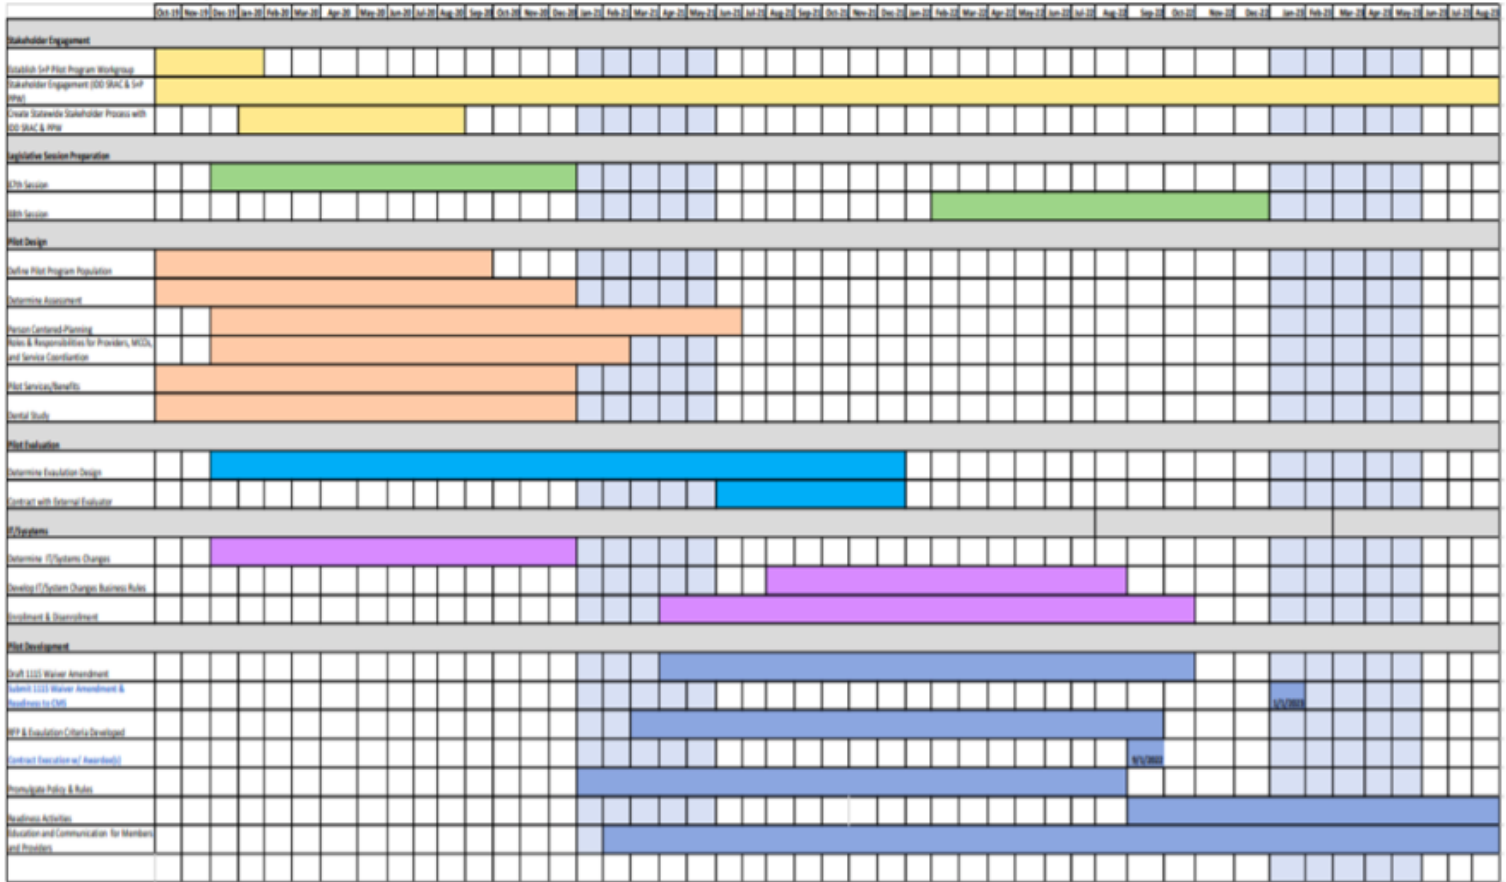 Oct-19 Nov-19 Dec-19 Jan-20 Feb-20 Mar-20 Apr-20 May-20 Jun-20 Jul-20 Aug-20 Sep-20 Oct-20 Nov-20 Dec-20 Jan-21 Feb-21 Mar-21 Apr-21 May-21 Jun-21 Jul-21 Aug-21 Sep-21 Oct-21 Nov-21 Dec-21 Jan-22 Feb-22 Mar-22 Apr-22 May-22 Jun-22 Jul-22 Aug-22 Sep-22 Oct-22 Nov-22 Dec-22 Jan-23 Feb-23 Mar-23 Apr-23 May-23 Jun-23 Jul-23 Aug-23
Stakeholder Engagement
Establish S+P Pilot Program Workgroup
Stakeholder Engagement (IDD SRAC & S+P
PPW)
Create Statewide Stakeholder Process with
IDD SRAC & PPW
Legislative Session Preparation
87th Session
88th Session
Pilot Design
Define Pilot Program Population
Determine Assessment
Person Centered-Planning
Roles & Responsibilities for Providers, MCOs,
and Service Coordiantion
Pilot Services/Benefits
Dental Study
Pilot Evaluation
Determine Evaulation Design
Contract with External Evaluator
IT/Sysytems
Determine IT/Systems Changes
Develop IT/System Changes Business Rules
Enrollment & Disenrollment
Pilot Development
Draft 1115 Waiver Amendment
Submit 1115 Waiver Amendment &
Readiness to CMS
1/1/2023
RFP & Evaulation Criteria Developed
Contract Execution w/ Awardee(s)
9/1/2022
Promulgate Policy & Rules
Readiness Activities
Education and Communication for Members
and Providers